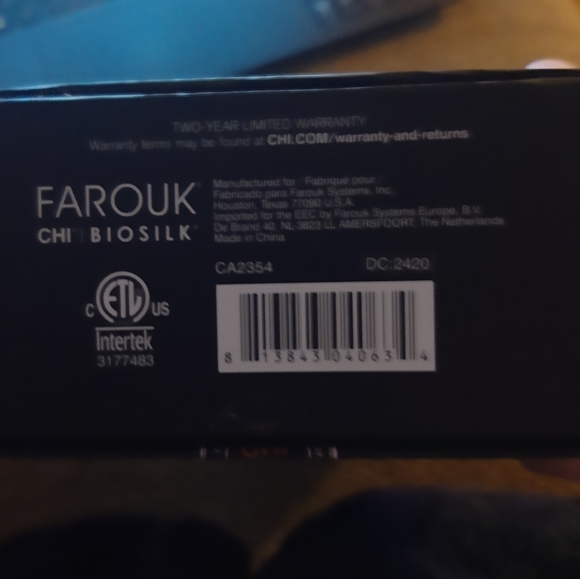 TWO-YEAR LIMITED WARRANTY
Warranty terms may be found at CHI.COM/warranty-and-returns
FAROUK
CHI | BIOSILK
Manufactured for / Fabriqué pour /
Fabricado para Farouk Systems, Inc.
Houston, Texas 77090 U.S.A.
Imported for the EEC by Farouk Systems Europe, B.V.
De Brand 40, NL 3823 LL AMERSFOORT, The Netherlands
Made in China
CA2354 DC:2420
C ETL US
Intertek
3177483
8 13843 04063 4